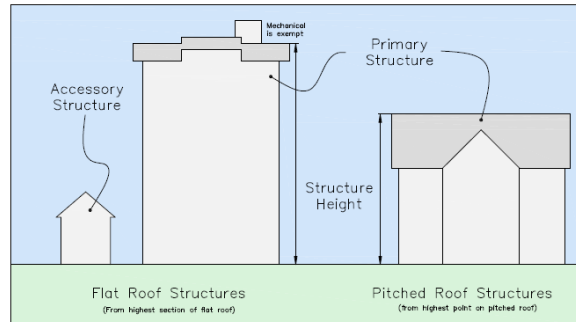 Mechanical
is exempt
Primary
Structure
Accessory
Structure
Structure
Height
Flat Roof Structures
(From highest section of flat roof)
Pitched Roof Structures
(from highest point on pitched roof)